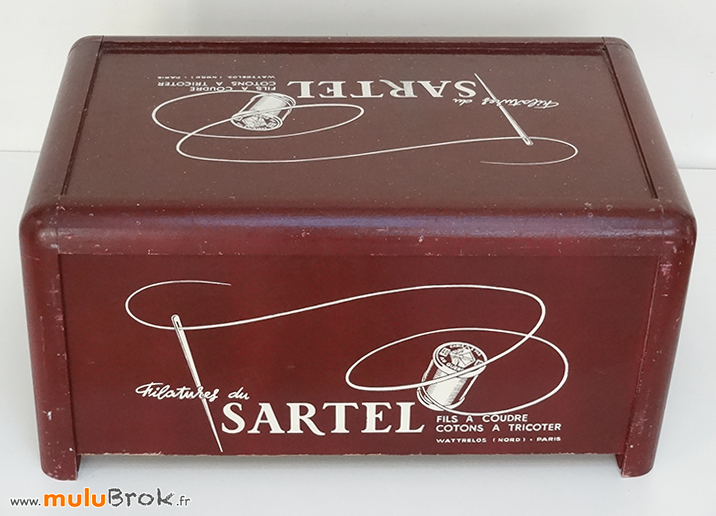 WATTRELOS (NORD) - PARIS
FILS A COUDRE
COTONS A TRICOTER
SARTEL
Filatures du
Filatures du
SARTEL
FILS A COUDRE
COTONS A TRICOTER
WATTRELOS (NORD) - PARIS
www.muluBrok.fr